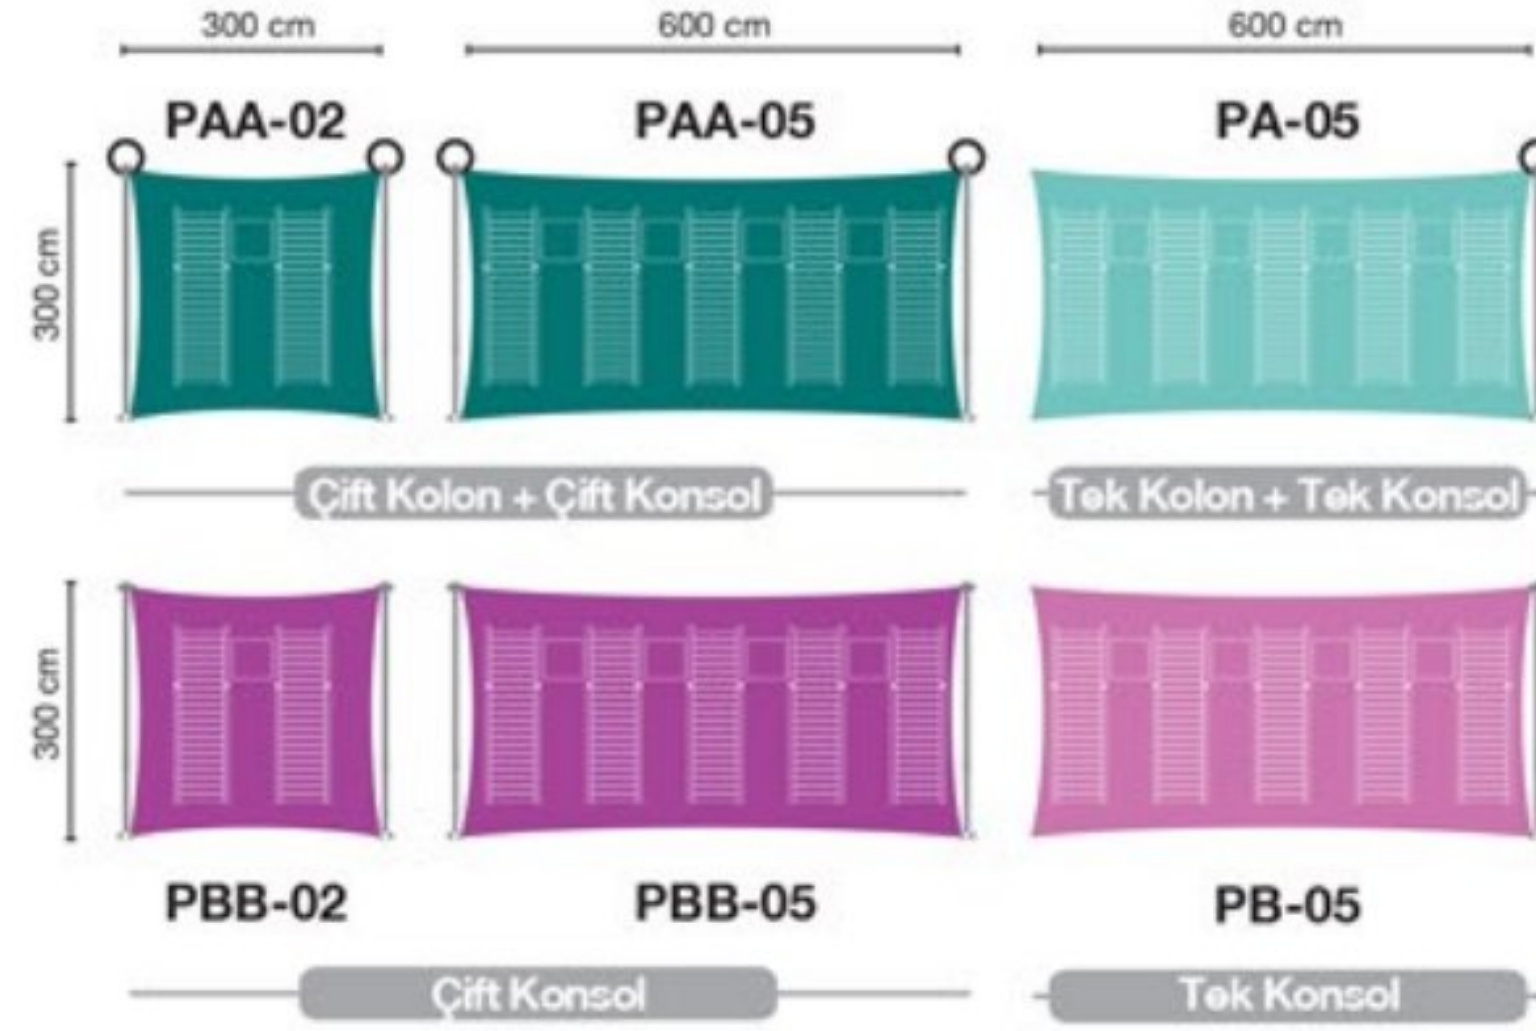 300 cm
600 cm
600 cm
PAA-02
PAA-05
PA-05
300 cm
Çift Kolon + Çift Konsol
Tek Kolon + Tek Konsol
300 cm
PBB-02
PBB-05
PB-05
Çift Konsol
Tek Konsol